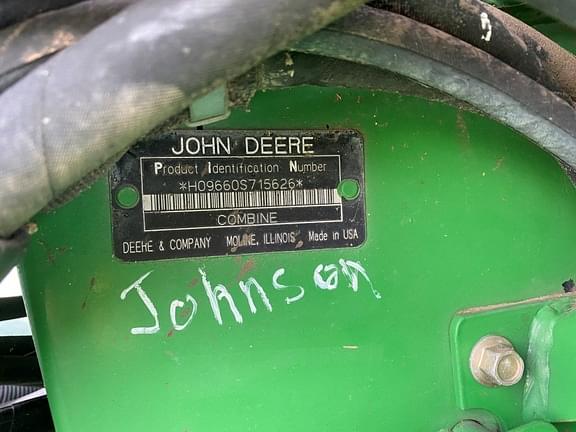 JOHN DEERE
Product Identification Number
*H09660S715626*
COMBINE
DEERE & COMPANY MOLINE, ILLINOIS Made in USA
Johnson